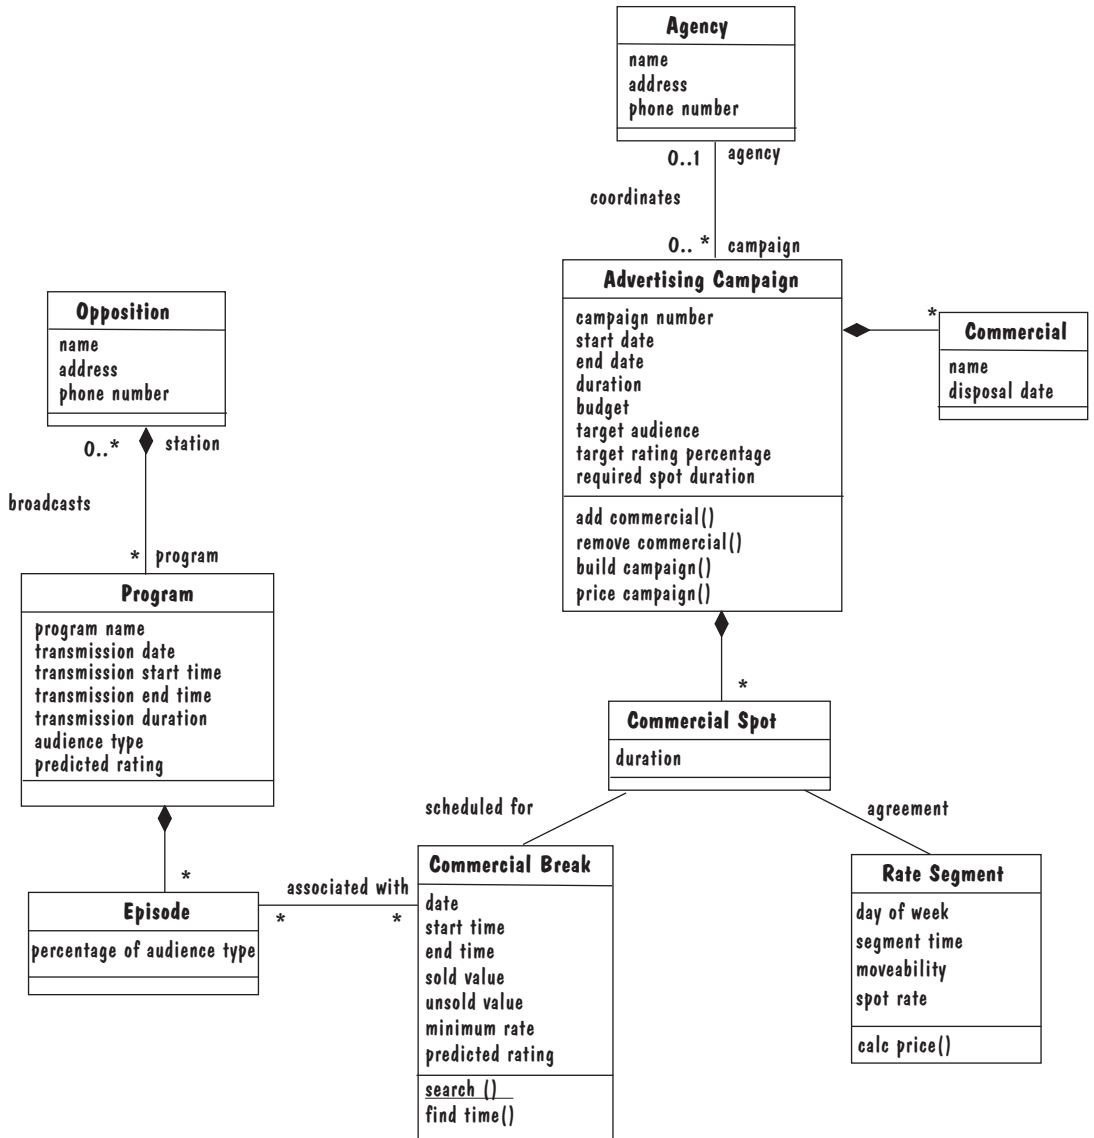 Agency
name
address
phone number
0..1
agency
coordinates
0.. *
campaign
Advertising Campaign
campaign number
start date
end date
duration
budget
target audience
target rating percentage
required spot duration
add commercial()
remove commercial()
build campaign()
price campaign()
*
Commercial
name
disposal date
Opposition
name
address
phone number
0..*
station
broadcasts
*
program
Program
program name
transmission date
transmission start time
transmission end time
transmission duration
audience type
predicted rating
*
Commercial Spot
duration
scheduled for
agreement
*
Episode
percentage of audience type
associated with
*
*
Commercial Break
date
start time
end time
sold value
unsold value
minimum rate
predicted rating
search ()
find time()
Rate Segment
day of week
segment time
moveability
spot rate
calc price()